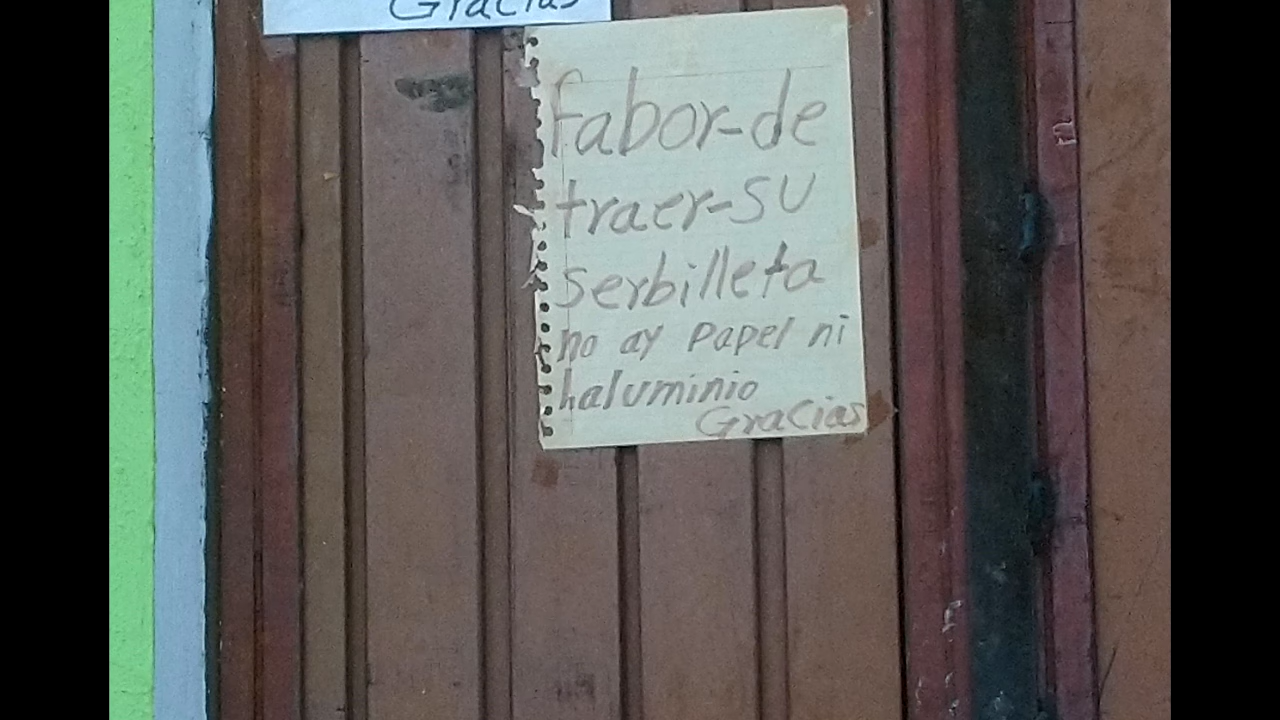 Gracias
Fabor-de
traer-SU
serbilleta
no ay papel ni
haluminio
Gracias